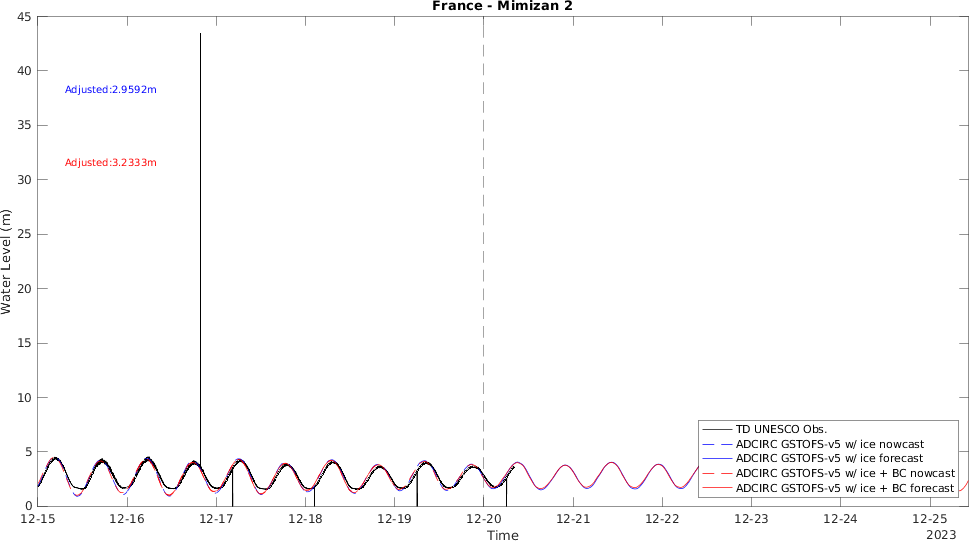 France - Mimizan 2
45
40
35
30
25
20
15
10
5
0
Water Level (m)
Adjusted:2.9592m
Adjusted:3.2333m
TD UNESCO Obs.
ADCIRC GSTOFS-v5 w/ ice nowcast
ADCIRC GSTOFS-v5 w/ ice forecast
ADCIRC GSTOFS-v5 w/ ice + BC nowcast
ADCIRC GSTOFS-v5 w/ ice + BC forecast
12-15 12-16 12-17 12-18 12-19 12-20 12-21 12-22 12-23 12-24 12-25
Time
2023